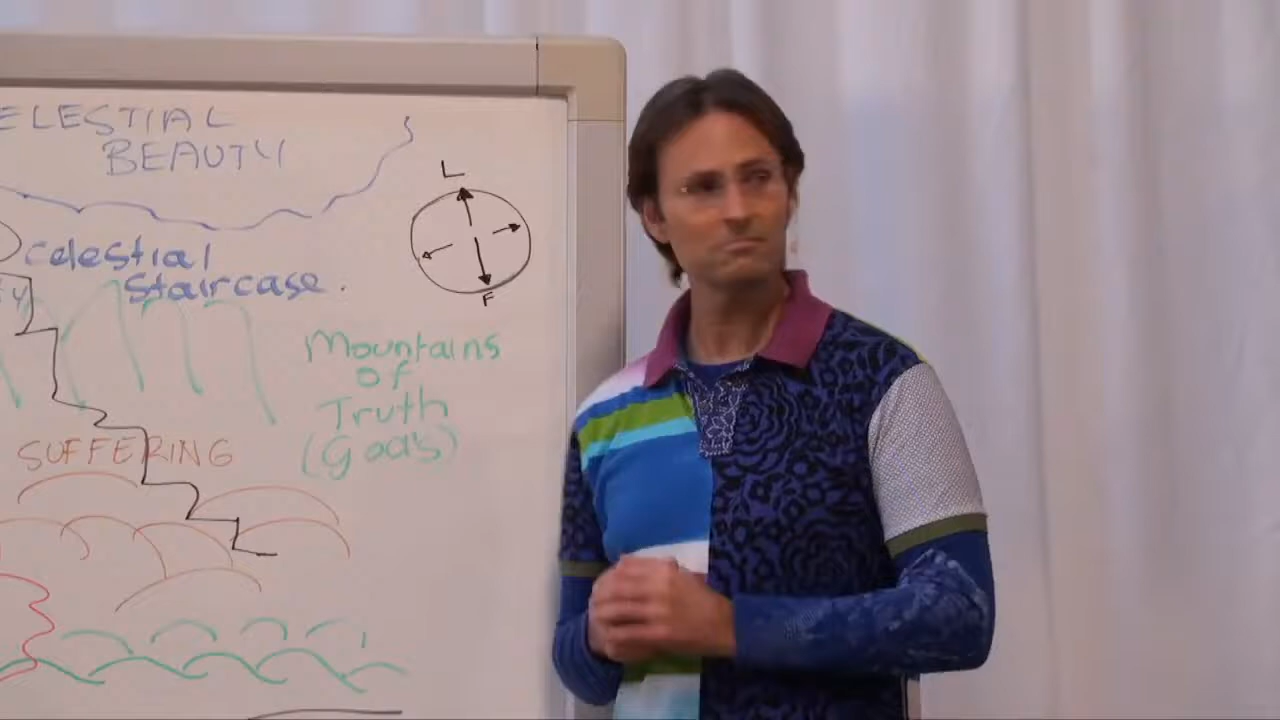 ELESTIAL
BEAUTY
L
celestial
Staircase.
F
Mountains
of
Truth
(God's)
SUFFERING